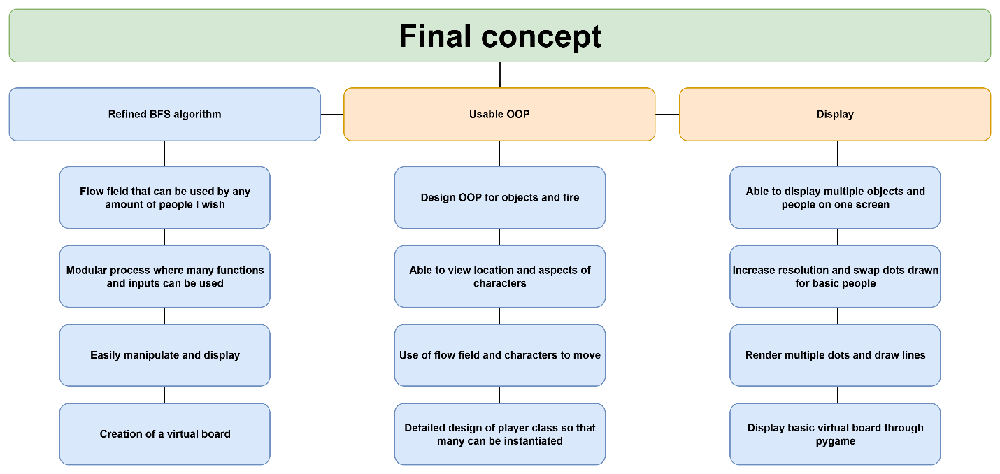 Final concept
Refined BFS algorithm
Usable OOP
Display
Flow field that can be used by any
amount of people I wish
Design OOP for objects and fire
Able to display multiple objects and
people on one screen
Modular process where many functions
and inputs can be used
Able to view location and aspects of
characters
Increase resolution and swap dots drawn
for basic people
Easily manipulate and display
Use of flow field and characters to move
Render multiple dots and draw lines
Creation of a virtual board
Detailed design of player class so that
many can be instantiated
Display basic virtual board through
pygame